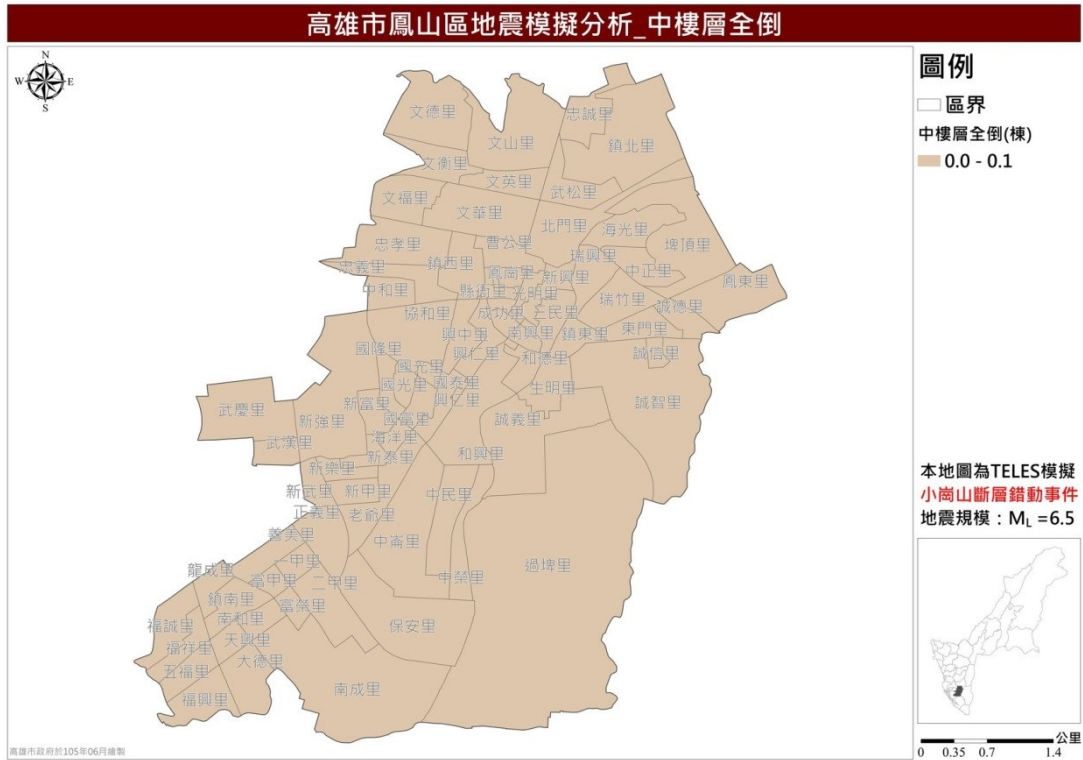 高雄市鳳山區地震模擬分析_中樓層全倒
N
W
E
S
圖例
區界
中樓層全倒(棟)
0.0 - 0.1
文德里
忠誠里
文山里
鎮北里
文衡里
文英里
武松里
文福里
文華里
北門里
海光里
忠孝里
曹公里
埤頂里
瑞興里
忠義里
鎮西里
鳳崗里
新興里
中正里
鳳東里
中和里
縣衙里
光明里
瑞竹里
誠德里
協和里
成功里
三民里
東門里
興中里
南興里
鎮東里
國隆里
興仁里
和德里
誠信里
國光里
國泰里
生明里
新富里
興仁里
誠智里
武慶里
新強里
國富里
誠義里
武漢里
海洋里
新樂里
新泰里
和興里
新武里
新甲里
中民里
正義里
老爺里
善美里
中崙里
龍成里
一甲里
富甲里
二甲里
中榮里
過埤里
鎮南里
富榮里
福誠里
南和里
保安里
福祥里
天興里
五福里
大德里
福興里
南成里
本地圖為TELES模擬
小崗山斷層錯動事件
地震規模：ML =6.5
公里
0 0.35 0.7 1.4
高雄市政府於105年06月繪製